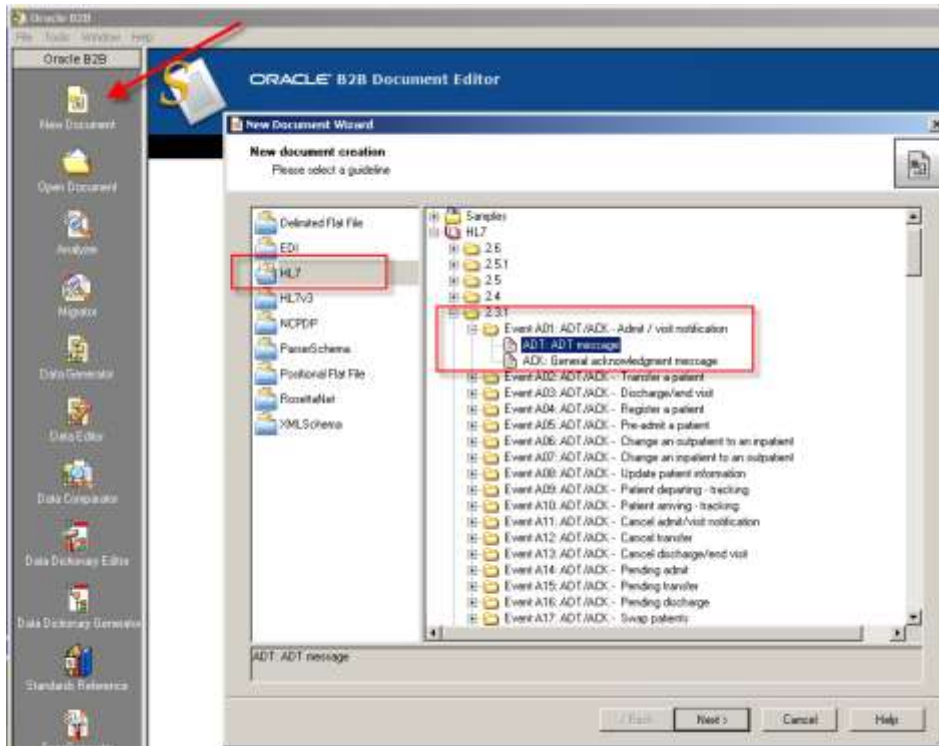 Oracle B2B
File Tools Window Help
Oracle B2B
New Document
Open Document
Analyzer
Migrator
Data Generator
Data Editor
Data Comparator
Data Dictionary Editor
Data Dictionary Generator
Standards Reference
ORACLE B2B Document Editor
New Document Wizard
New document creation
Please select a guideline
Delimited Flat File
EDI
HL7
HL7v3
NCPDP
ParserSchema
Positional Flat File
RosettaNet
XMLSchema
Samples
HL7
2.6
2.5.1
2.5
2.4
2.3.1
Event A01: ADT/ACK - Admit / visit notification
ADT: ADT message
ACK: General acknowledgment message
Event A02: ADT/ACK - Transfer a patient
Event A03: ADT/ACK - Discharge/end visit
Event A04: ADT/ACK - Register a patient
Event A05: ADT/ACK - Pre-admit a patient
Event A06: ADT/ACK - Change an outpatient to an inpatient
Event A07: ADT/ACK - Change an inpatient to an outpatient
Event A08: ADT/ACK - Update patient information
Event A09: ADT/ACK - Patient departing - tracking
Event A10: ADT/ACK - Patient arriving - tracking
Event A11: ADT/ACK - Cancel admit/visit notification
Event A12: ADT/ACK - Cancel transfer
Event A13: ADT/ACK - Cancel discharge/end visit
Event A14: ADT/ACK - Pending admit
Event A15: ADT/ACK - Pending transfer
Event A16: ADT/ACK - Pending discharge
Event A17: ADT/ACK - Swap patients
ADT: ADT message
< Back
Next >
Cancel
Help